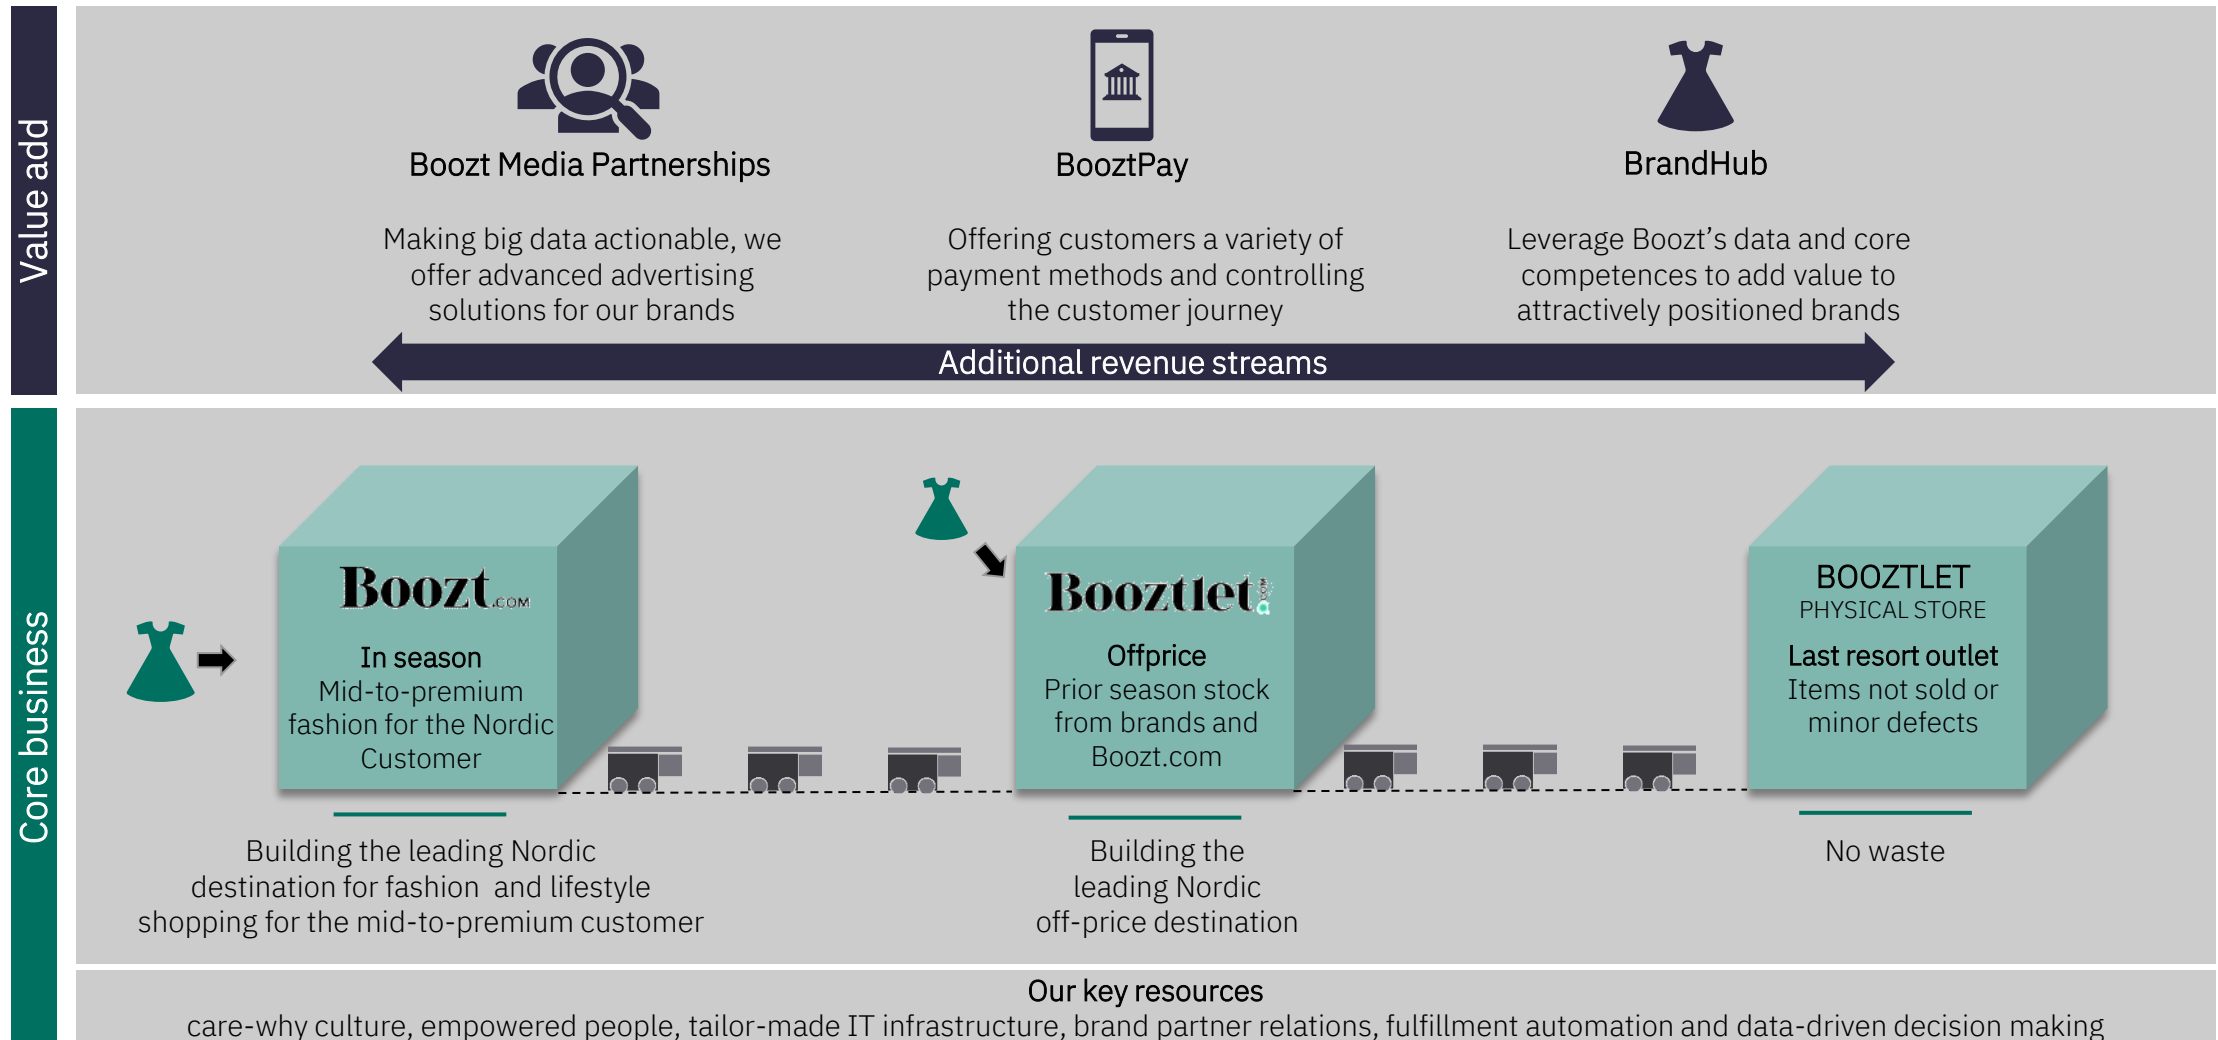 Value add
Boozt Media Partnerships
Making big data actionable, we
offer advanced advertising
solutions for our brands
BooztPay
Offering customers a variety of
payment methods and controlling
the customer journey
BrandHub
Leverage Boozt’s data and core
competences to add value to
attractively positioned brands
Additional revenue streams
Core business
Boozt.COM
In season
Mid-to-premium
fashion for the Nordic
Customer
Building the leading Nordic
destination for fashion and lifestyle
shopping for the mid-to-premium customer
Booztlet.COM
Offprice
Prior season stock
from brands and
Boozt.com
Building the
leading Nordic
off-price destination
BOOZTLET
PHYSICAL STORE
Last resort outlet
Items not sold or
minor defects
No waste
Our key resources
care-why culture, empowered people, tailor-made IT infrastructure, brand partner relations, fulfillment automation and data-driven decision making